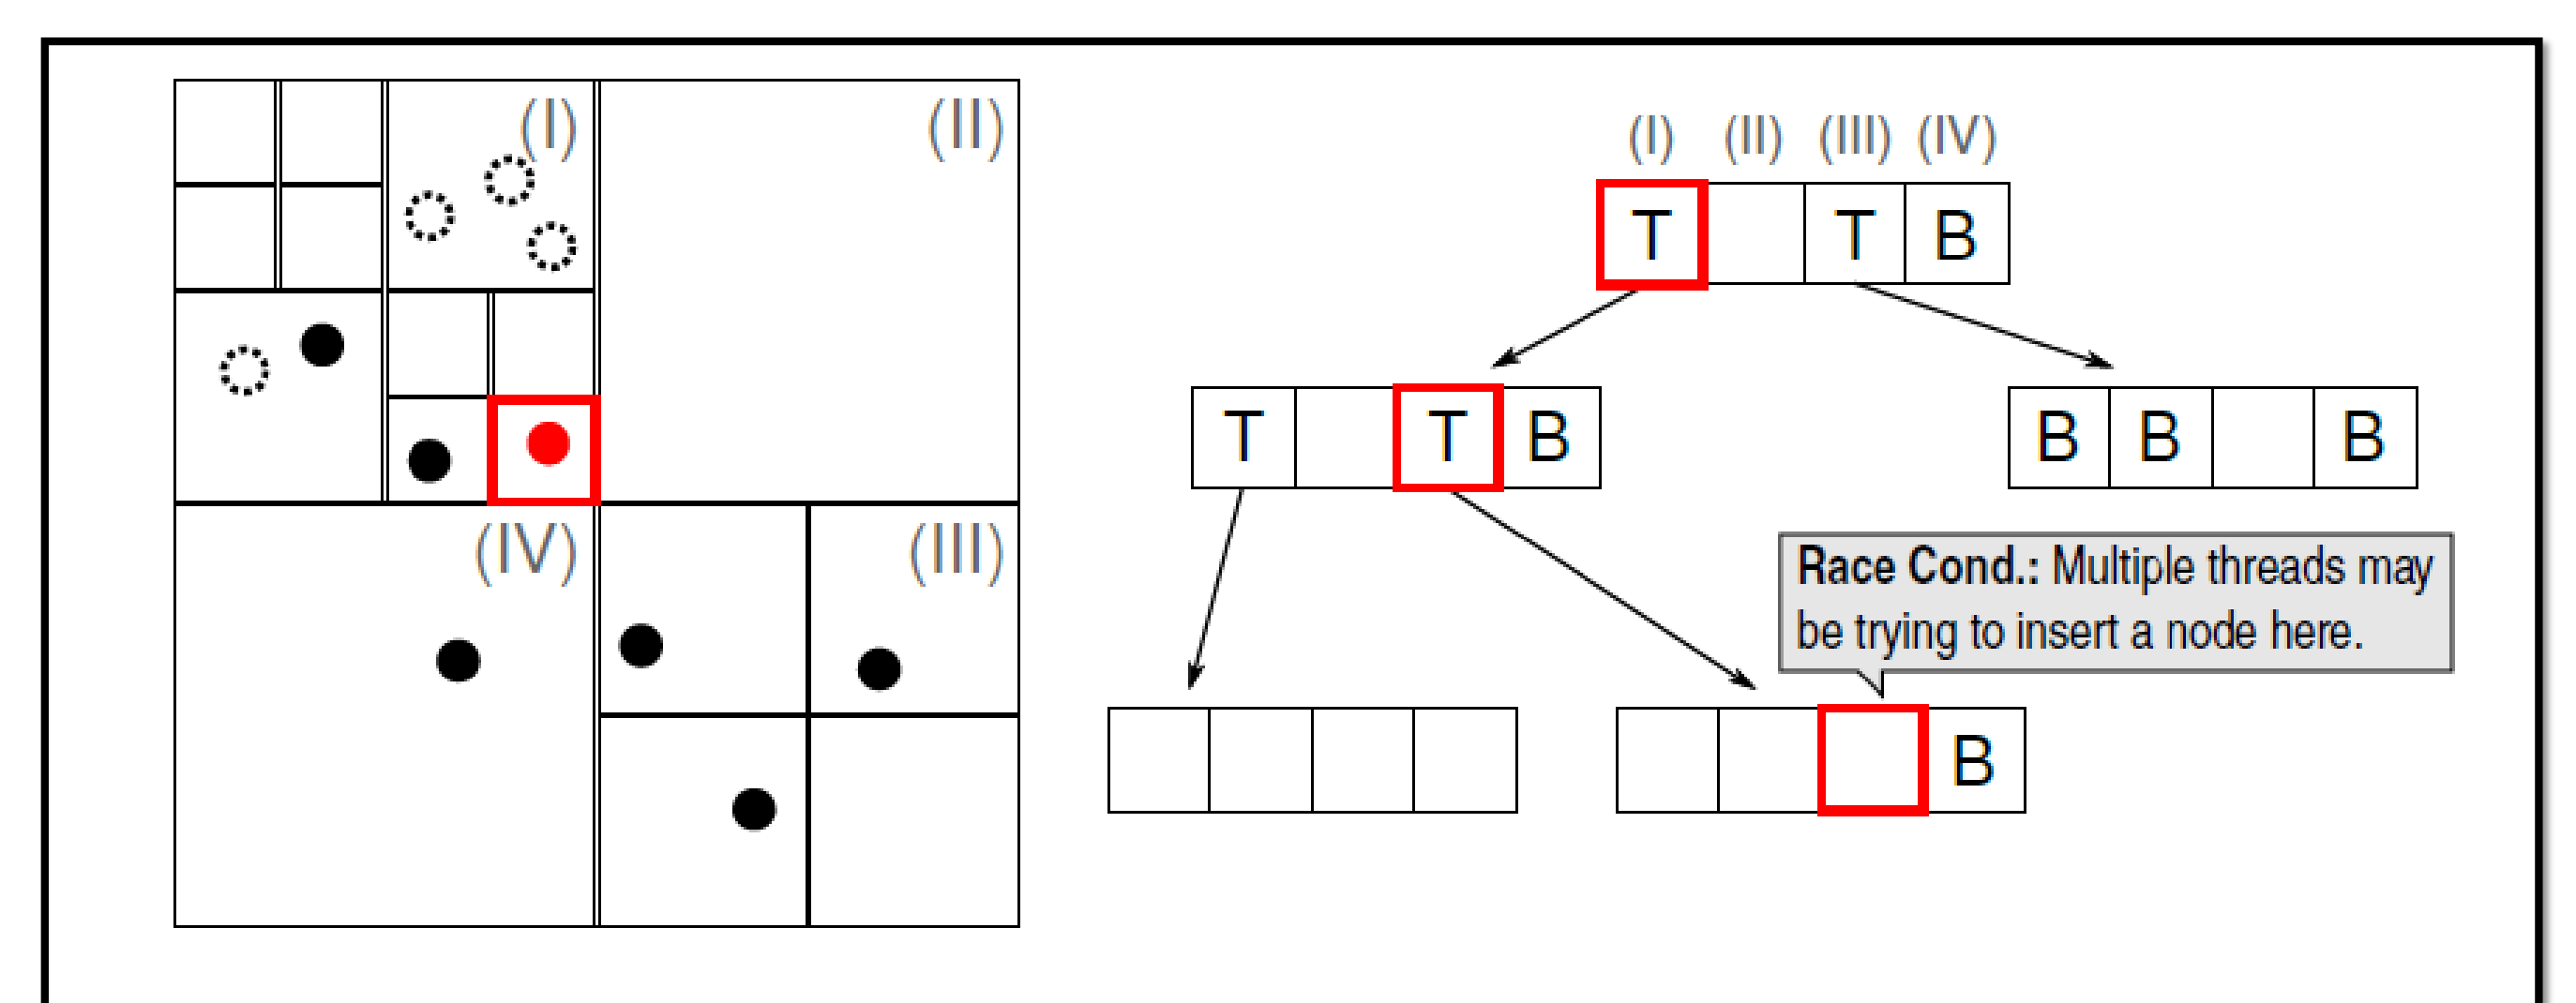 (I) (II)
(IV) (III)
(I) (II) (III) (IV)
T T B
T T B
B B B
Race Cond.: Multiple threads may
be trying to insert a node here.
B